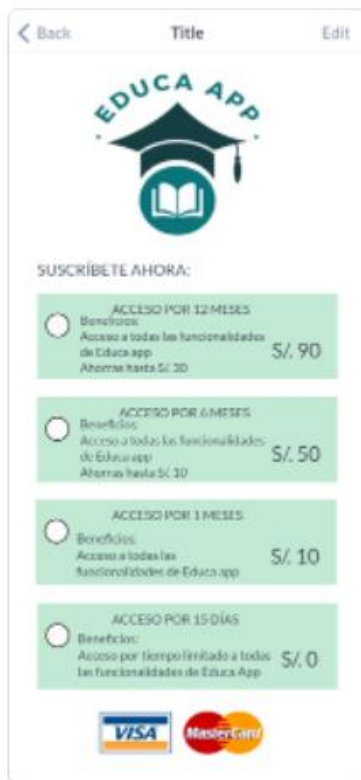 Back Title Edit
EDUCA APP
SUSCRÍBETE AHORA:
ACCESO POR 12 MESES
Beneficios:
Acceso a todas las funcionalidades
de Educa app
Ahorras hasta S/. 30
S/. 90
ACCESO POR 6 MESES
Beneficios:
Acceso a todas las funcionalidades
de Educa app
Ahorras hasta S/. 10
S/. 50
ACCESO POR 1 MESES
Beneficios:
Acceso a todas las
funcionalidades de Educa app
S/. 10
ACCESO POR 15 DÍAS
Beneficios:
Acceso por tiempo limitado a todas
las funcionalidades de Educa App
S/. 0
VISA MasterCard